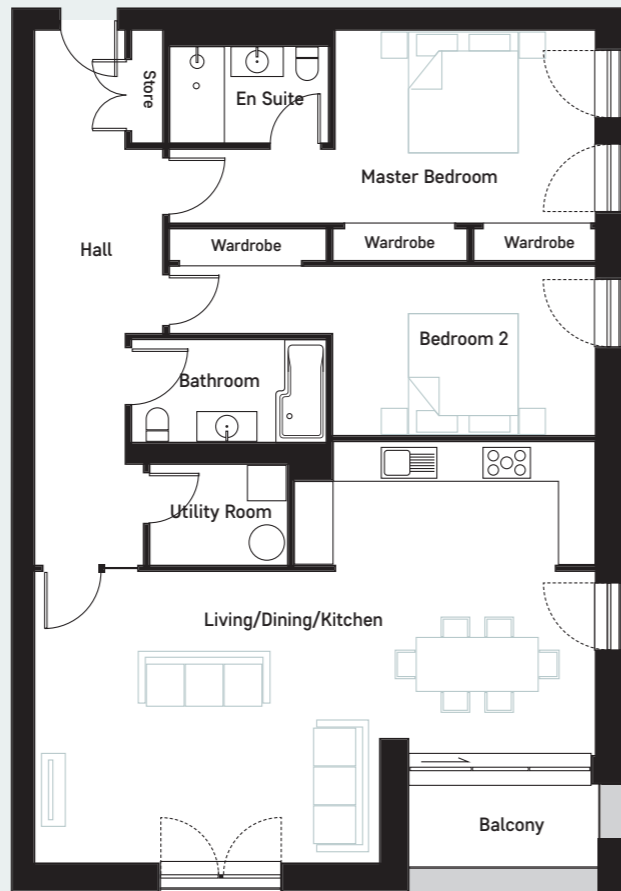 Store
En Suite
Master Bedroom
Hall
Wardrobe
Wardrobe
Wardrobe
Bedroom 2
Bathroom
Utility Room
Living/Dining/Kitchen
Balcony